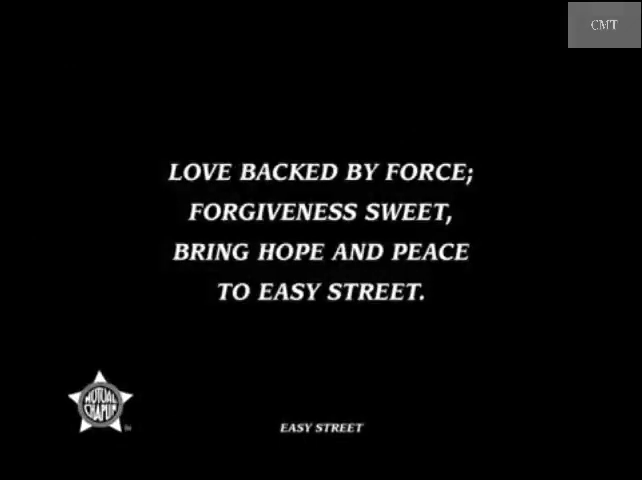 CMT
LOVE BACKED BY FORCE;
FORGIVENESS SWEET,
BRING HOPE AND PEACE
TO EASY STREET.
MUTUAL
CHAPLIN
EASY STREET